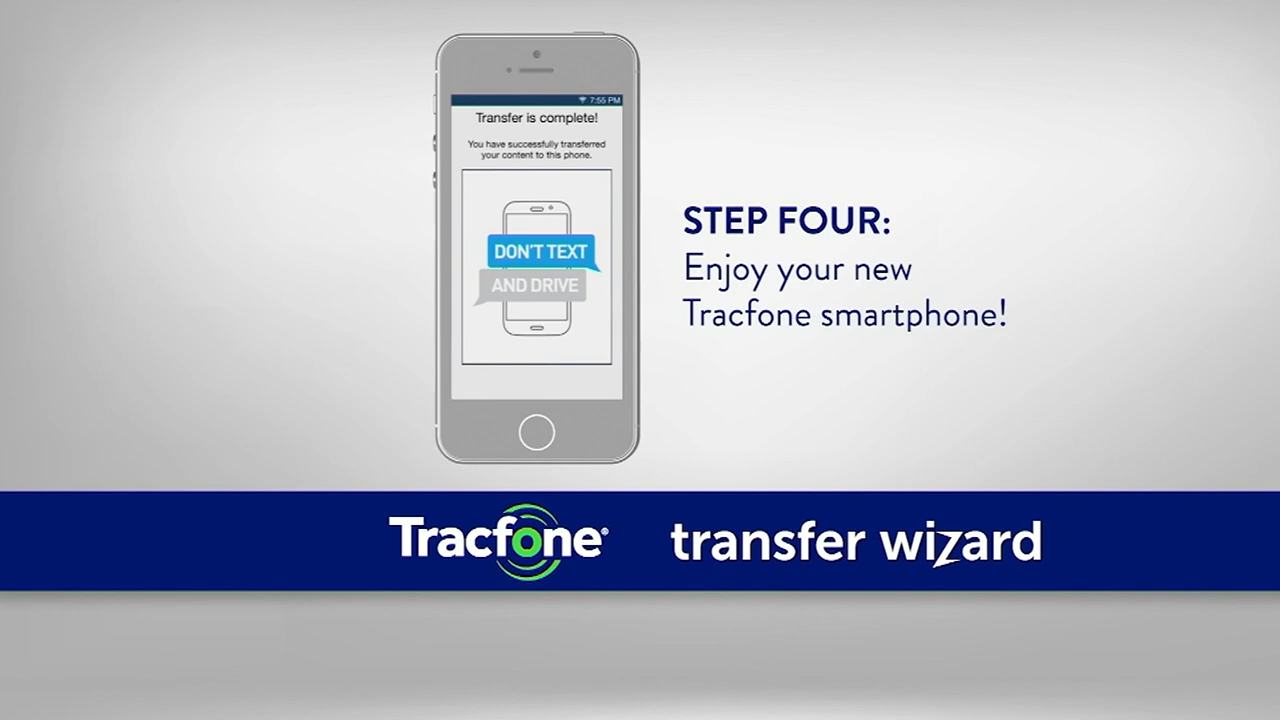 7:55 PM
Transfer is complete!
You have successfully transferred
your content to this phone.
DON'T TEXT
AND DRIVE
STEP FOUR:
Enjoy your new
Tracfone smartphone!
Tracfone®
transfer wizard